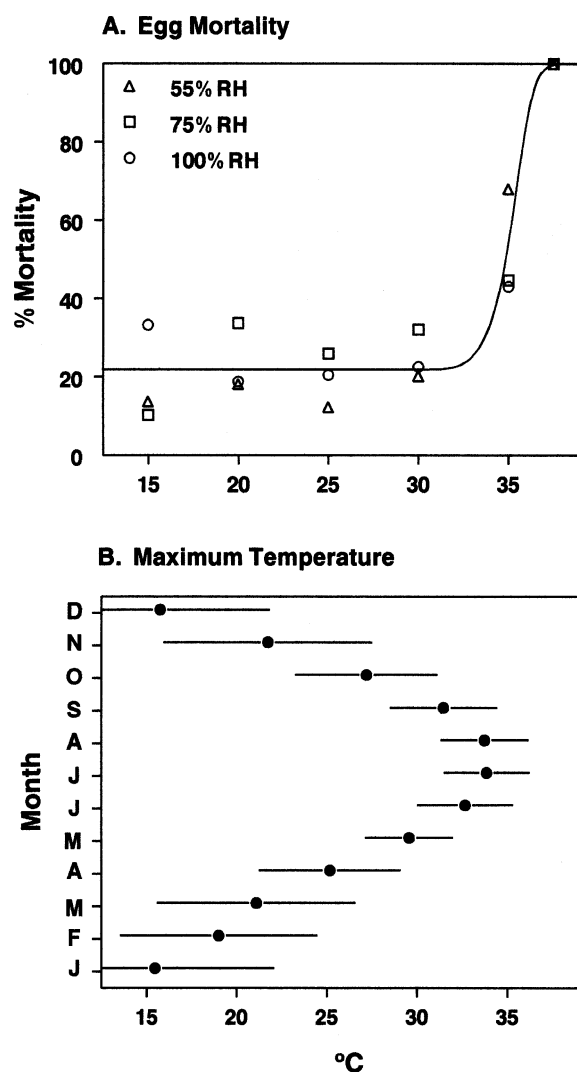 A. Egg Mortality
100
80
60
40
20
0
% Mortality
55% RH
75% RH
100% RH
15 20 25 30 35
B. Maximum Temperature
D
N
O
S
A
J
J
M
A
M
F
J
Month
15 20 25 30 35
°C